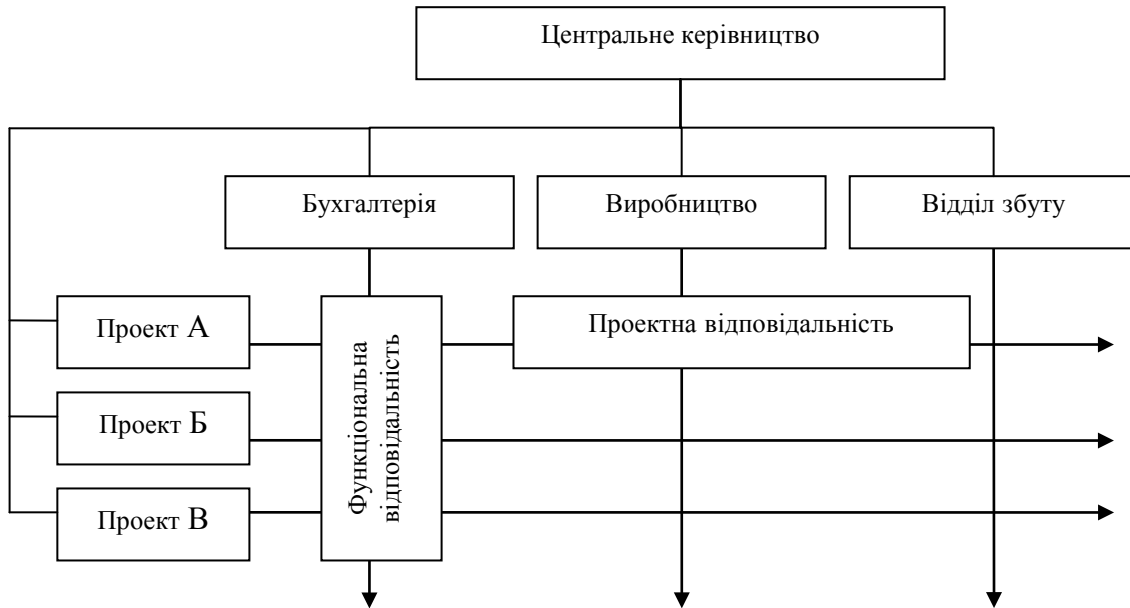 Центральне керівництво
Бухгалтерія
Виробництво
Відділ збуту
Проект А
Проектна відповідальність
Функціональна
відповідальність
Проект Б
Проект В